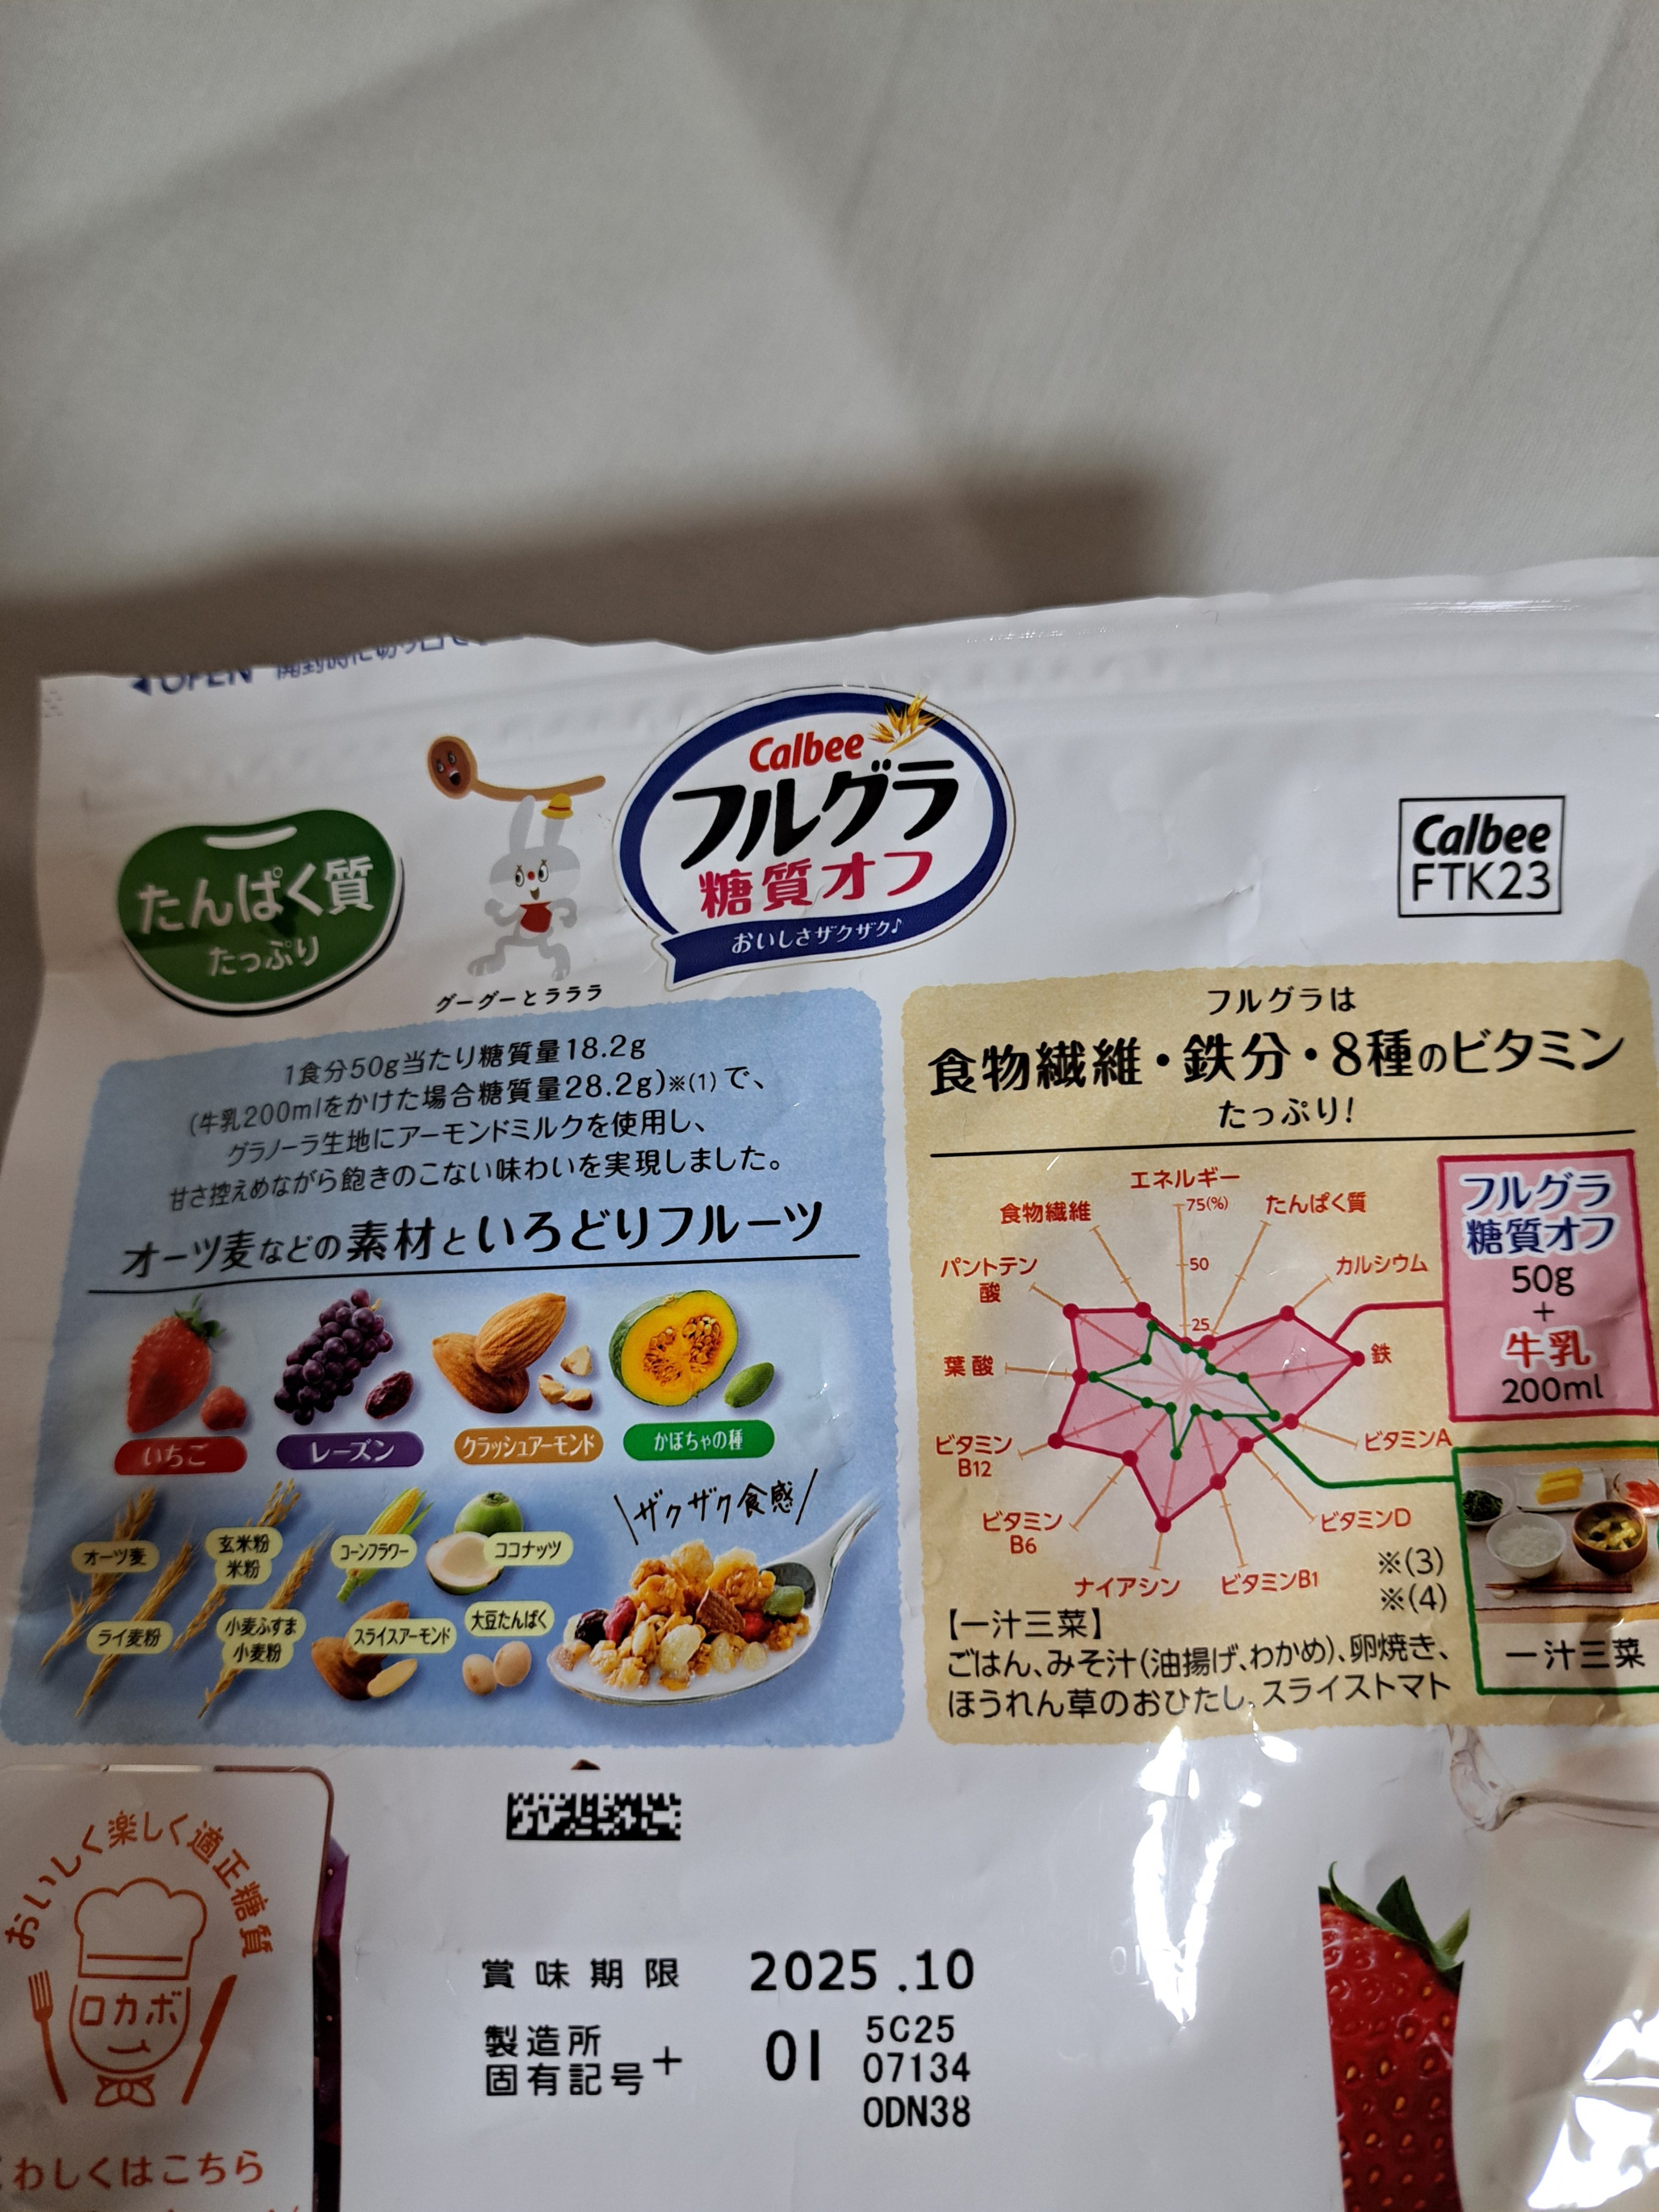 ◀OPEN 開封時に切り口で
Calbee
フルグラ
糖質オフ
おいしさザクザク♪
たんぱく質
たっぷり
グーグーとラララ
Calbee
FTK23
1食分50g当たり糖質量18.2g
(牛乳200mlをかけた場合糖質量28.2g)※(1)で、
グラノーラ生地にアーモンドミルクを使用し、
甘さ控えめながら飽きのこない味わいを実現しました。
オーツ麦などの素材といろどりフルーツ
いちご
レーズン
クラッシュアーモンド
かぼちゃの種
\ザクザク食感/
オーツ麦
玄米粉
米粉
コーンフラワー
ココナッツ
ライ麦粉
小麦ふすま
小麦粉
スライスアーモンド
大豆たんぱく
フルグラは
食物繊維・鉄分・8種のビタミン
たっぷり!
エネルギー
75(%)
50
25
たんぱく質
カルシウム
鉄
ビタミンA
ビタミンD
ビタミンB1
ナイアシン
ビタミン
B6
ビタミン
B12
葉酸
パントテン
酸
食物繊維
フルグラ
糖質オフ
50g
+
牛乳
200ml
※(3)
※(4)
【一汁三菜】
ごはん、みそ汁(油揚げ、わかめ)、卵焼き、
ほうれん草のおひたし、スライストマト
一汁三菜
おいしく楽しく適正糖質
ロカボ
くわしくはこちら
賞味期限 2025.10
製造所
固有記号+ 01
5C25
07134
0DN38